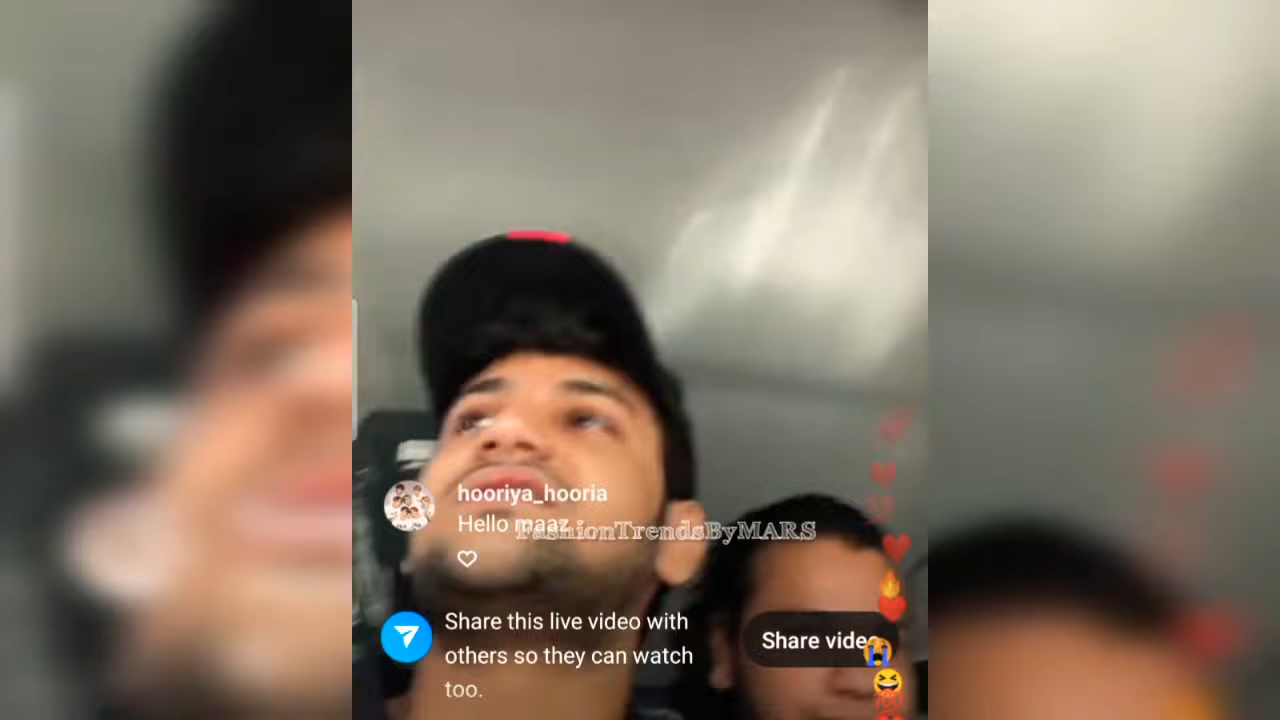 hooriya_hooria
Hello maaz
FashionTrendsByMARS
Share this live video with
others so they can watch
too.
Share video